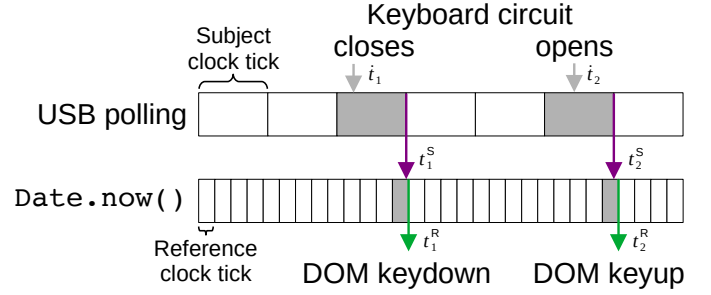 Keyboard circuit
Subject
clock tick
closes
opens
ṫ₁
ṫ₂
USB polling
t₁ˢ
t₂ˢ
Date.now()
Reference
clock tick
t₁ᴿ
t₂ᴿ
DOM keydown
DOM keyup